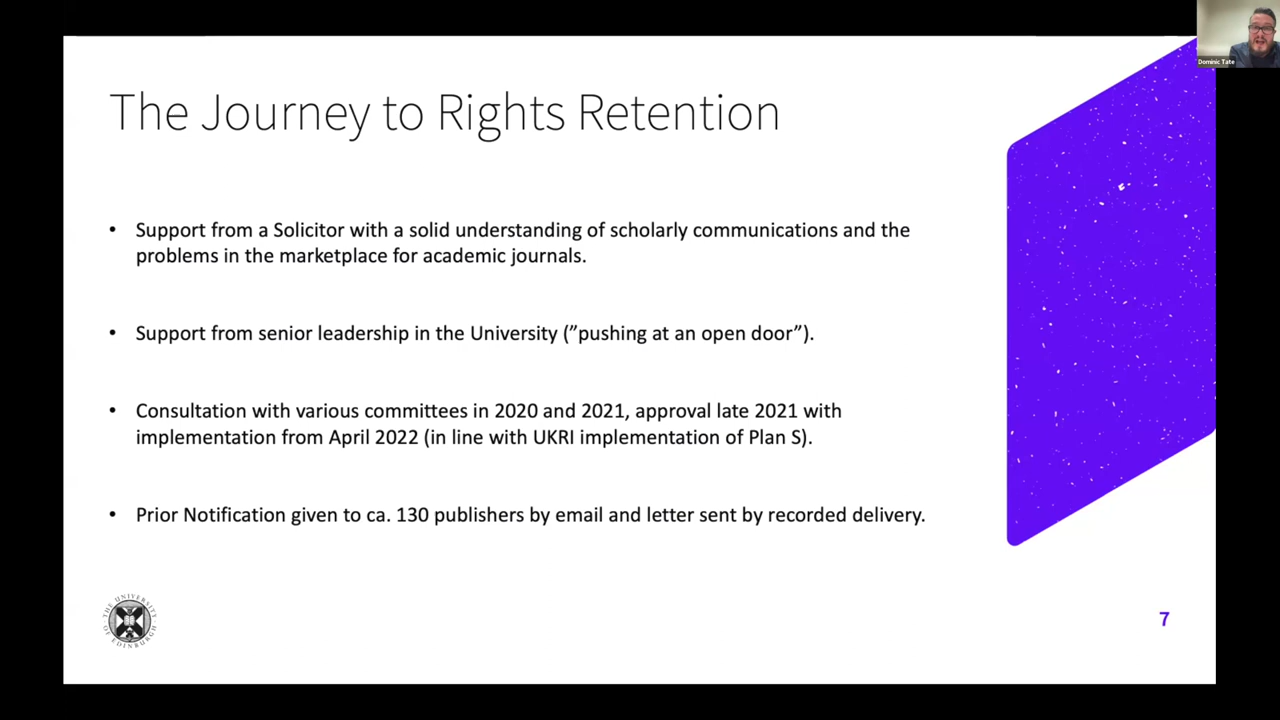 Dominic Tate
The Journey to Rights Retention
• Support from a Solicitor with a solid understanding of scholarly communications and the
problems in the marketplace for academic journals.
• Support from senior leadership in the University (”pushing at an open door”).
• Consultation with various committees in 2020 and 2021, approval late 2021 with
implementation from April 2022 (in line with UKRI implementation of Plan S).
• Prior Notification given to ca. 130 publishers by email and letter sent by recorded delivery.
THE UNIVERSITY
OF EDINBURGH
7